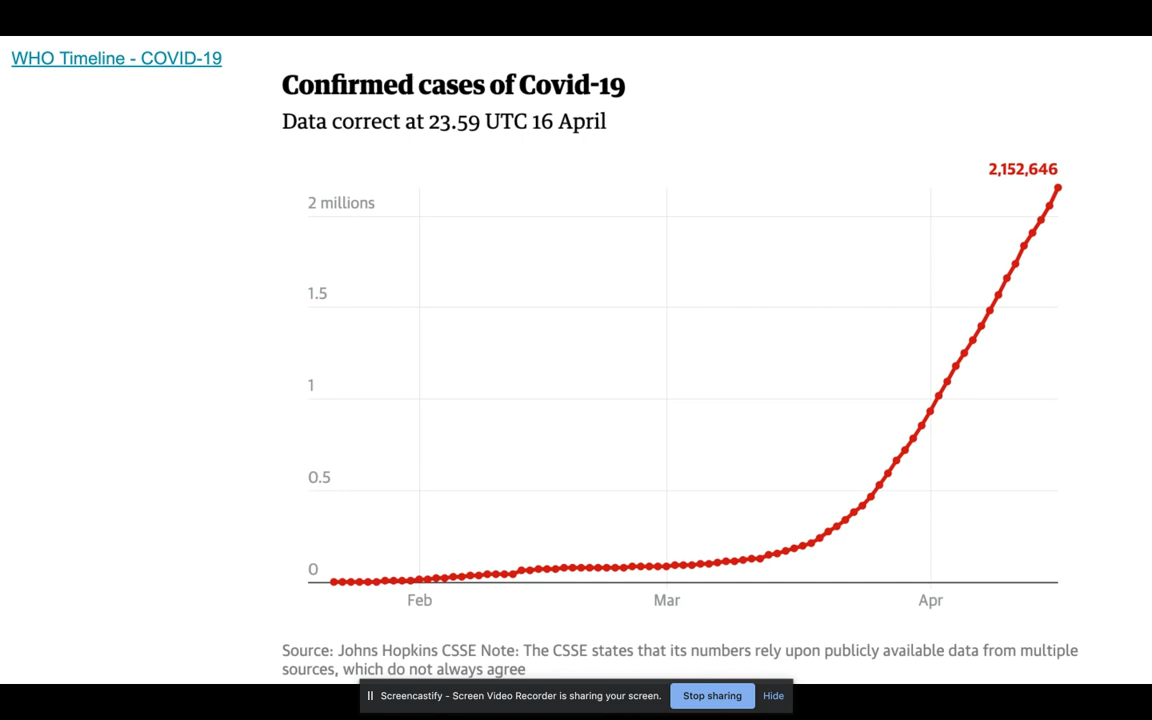 WHO Timeline - COVID-19
Confirmed cases of Covid-19
Data correct at 23.59 UTC 16 April
2,152,646
2 millions
1.5
1
0.5
0
Feb Mar Apr
Source: Johns Hopkins CSSE Note: The CSSE states that its numbers rely upon publicly available data from multiple
sources, which do not always agree
Screencastify - Screen Video Recorder is sharing your screen. Stop sharing Hide